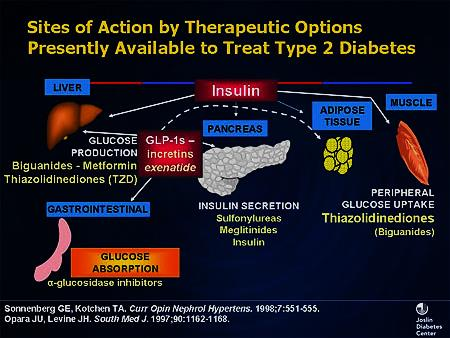 Sites of Action by Therapeutic Options
Presently Available to Treat Type 2 Diabetes
LIVER
Insulin
MUSCLE
ADIPOSE
TISSUE
PANCREAS
GLUCOSE
PRODUCTION
Biguanides - Metformin
Thiazolidinediones (TZD)
GLP-1s –
incretins
exenatide
INSULIN SECRETION
Sulfonylureas
Meglitinides
Insulin
PERIPHERAL
GLUCOSE UPTAKE
Thiazolidinediones
(Biguanides)
GASTROINTESTINAL
GLUCOSE
ABSORPTION
α-glucosidase inhibitors
Sonnenberg GE, Kotchen TA. Curr Opin Nephrol Hypertens. 1998;7:551-555.
Opara JU, Levine JH. South Med J. 1997;90:1162-1168.
Joslin
Diabetes
Center